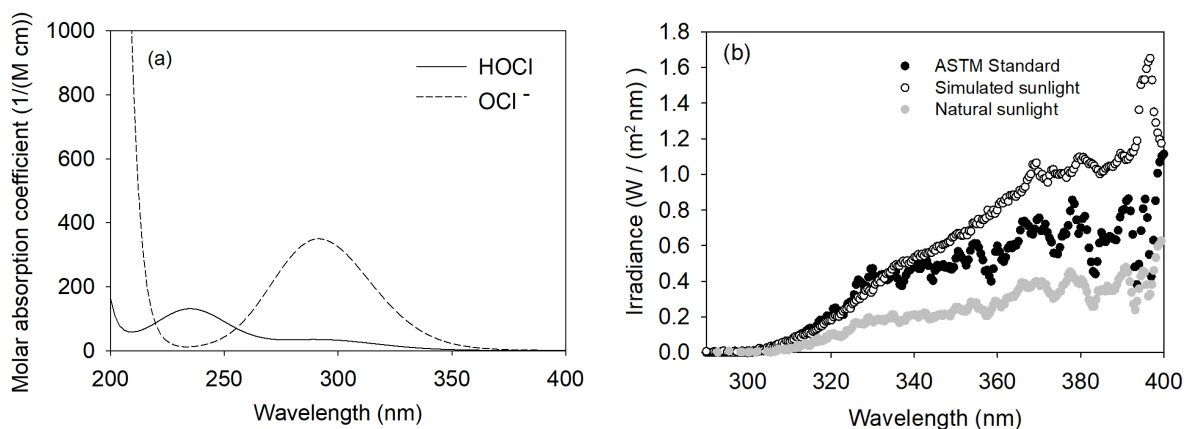 Molar absorption coefficient (1/(M cm))
1000
800
600
400
200
0
(a)
HOCl
OCl -
200
250
300
350
400
Wavelength (nm)
Irradiance (W / (m2 nm))
1.8
1.6
1.4
1.2
1.0
0.8
0.6
0.4
0.2
0.0
(b)
ASTM Standard
Simulated sunlight
Natural sunlight
300
320
340
360
380
400
Wavelength (nm)